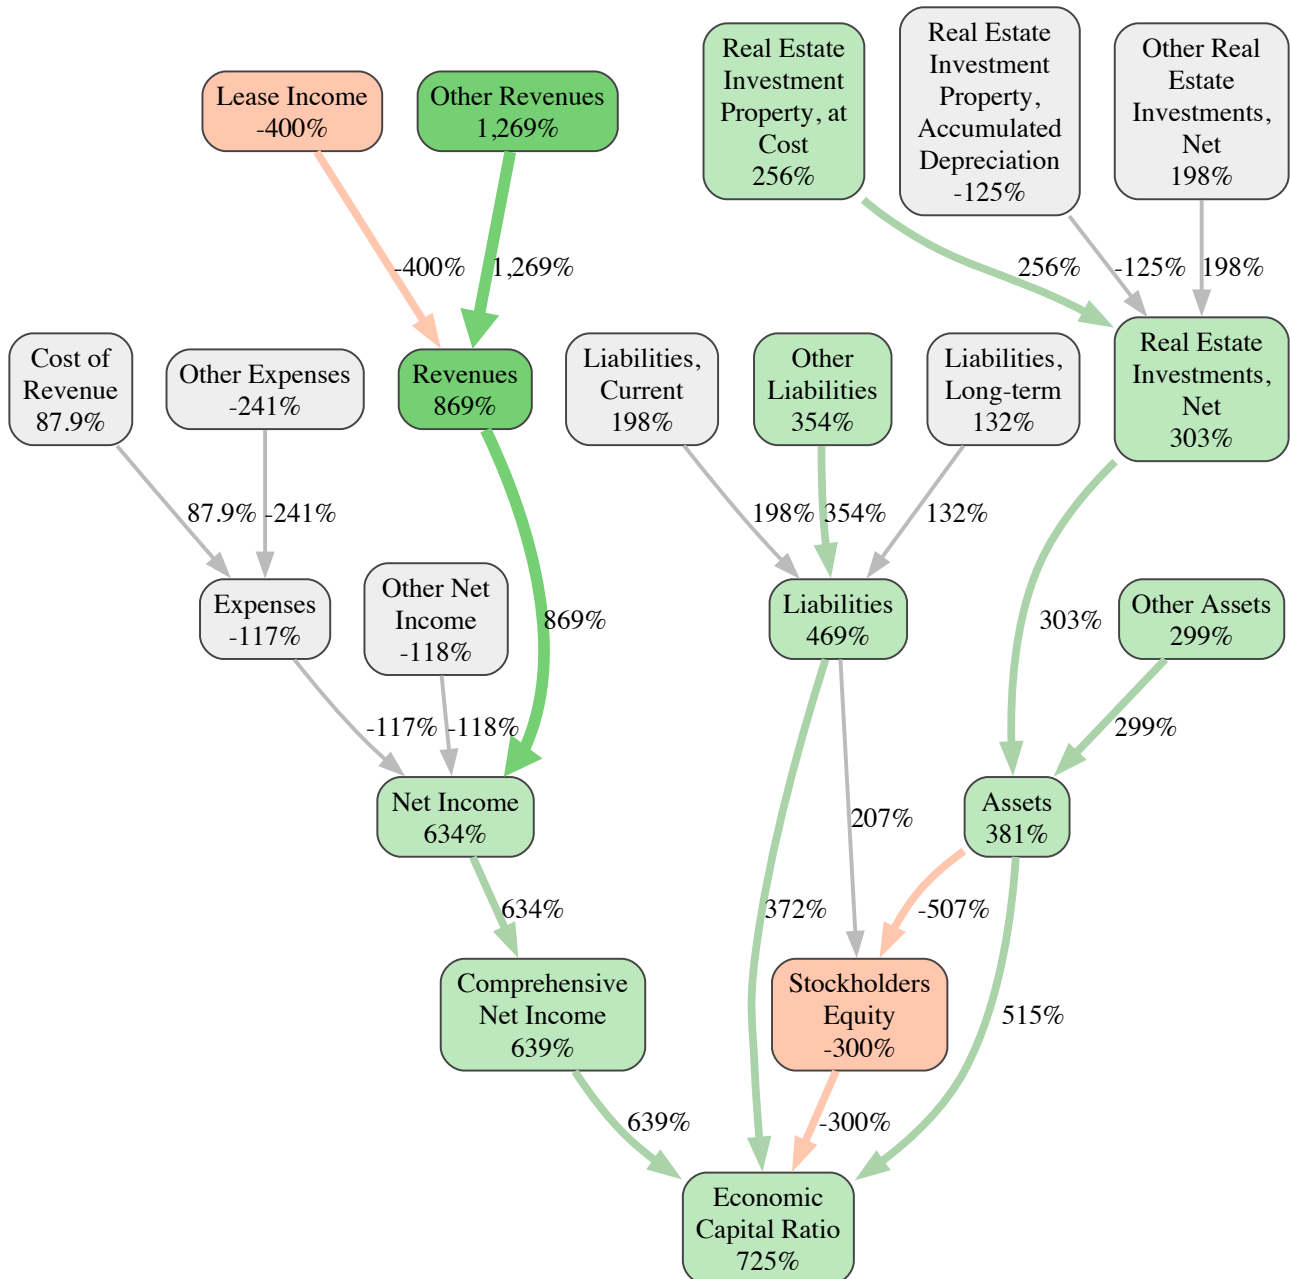 Real Estate
Investment
Property, at
Cost
256%
Real Estate
Investment
Property,
Accumulated
Depreciation
-125%
Other Real
Estate
Investments,
Net
198%
Lease Income
-400%
Other Revenues
1,269%
-400%
1,269%
256%
-125%
198%
Cost of
Revenue
87.9%
Other Expenses
-241%
Revenues
869%
Liabilities,
Current
198%
Other
Liabilities
354%
Liabilities,
Long-term
132%
Real Estate
Investments,
Net
303%
87.9%
-241%
198%
354%
132%
Expenses
-117%
Other Net
Income
-118%
869%
Liabilities
469%
303%
Other Assets
299%
-117%
-118%
299%
Net Income
634%
207%
Assets
381%
634%
372%
-507%
Comprehensive
Net Income
639%
Stockholders
Equity
-300%
515%
639%
-300%
Economic
Capital Ratio
725%